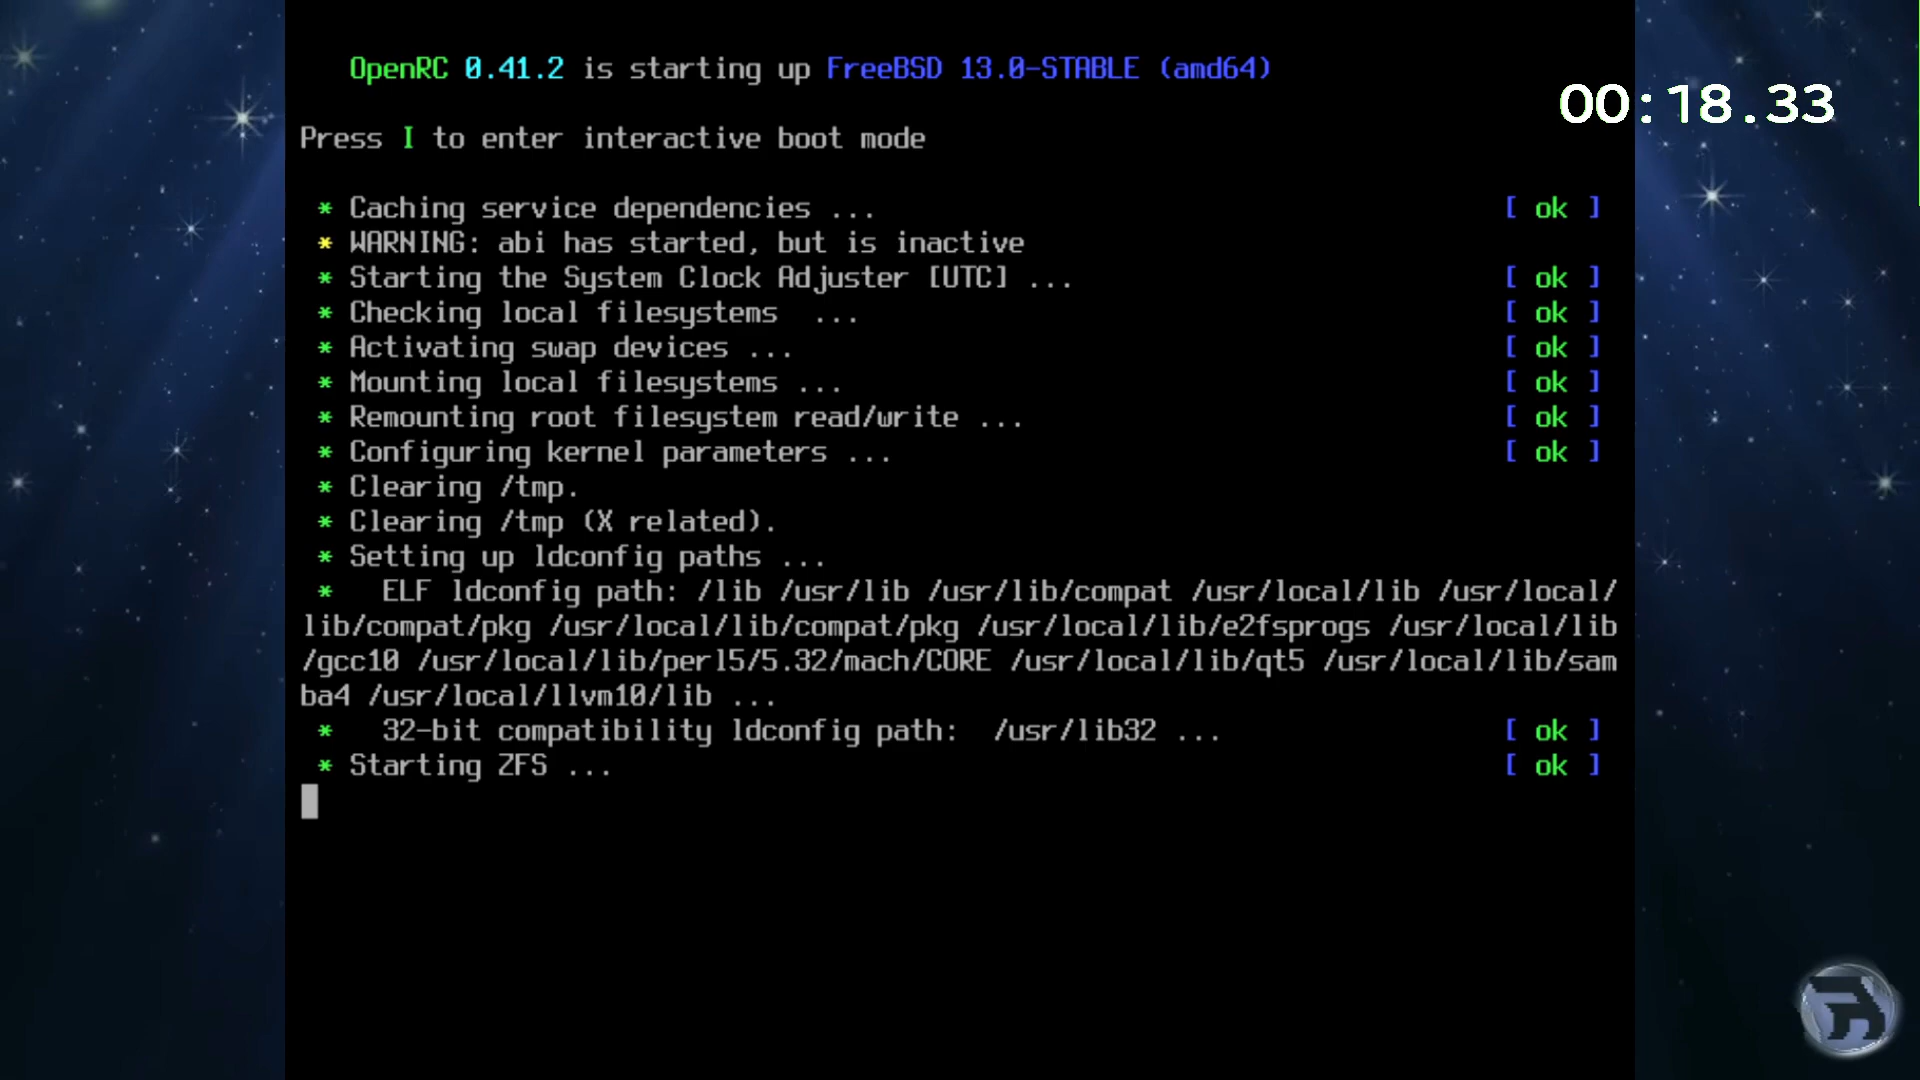 OpenRC 0.41.2 is starting up FreeBSD 13.0-STABLE (amd64)
00:18.33
Press I to enter interactive boot mode
* Caching service dependencies ... [ ok ]
* WARNING: abi has started, but is inactive
* Starting the System Clock Adjuster [UTC] ... [ ok ]
* Checking local filesystems  ... [ ok ]
* Activating swap devices ... [ ok ]
* Mounting local filesystems ... [ ok ]
* Remounting root filesystem read/write ... [ ok ]
* Configuring kernel parameters ... [ ok ]
* Clearing /tmp.
* Clearing /tmp (X related).
* Setting up ldconfig paths ...
*   ELF ldconfig path: /lib /usr/lib /usr/lib/compat /usr/local/lib /usr/local/
lib/compat/pkg /usr/local/lib/compat/pkg /usr/local/lib/e2fsprogs /usr/local/lib
/gcc10 /usr/local/lib/perl5/5.32/mach/CORE /usr/local/lib/qt5 /usr/local/lib/sam
ba4 /usr/local/llvm10/lib ...
*   32-bit compatibility ldconfig path:  /usr/lib32 ... [ ok ]
* Starting ZFS ... [ ok ]